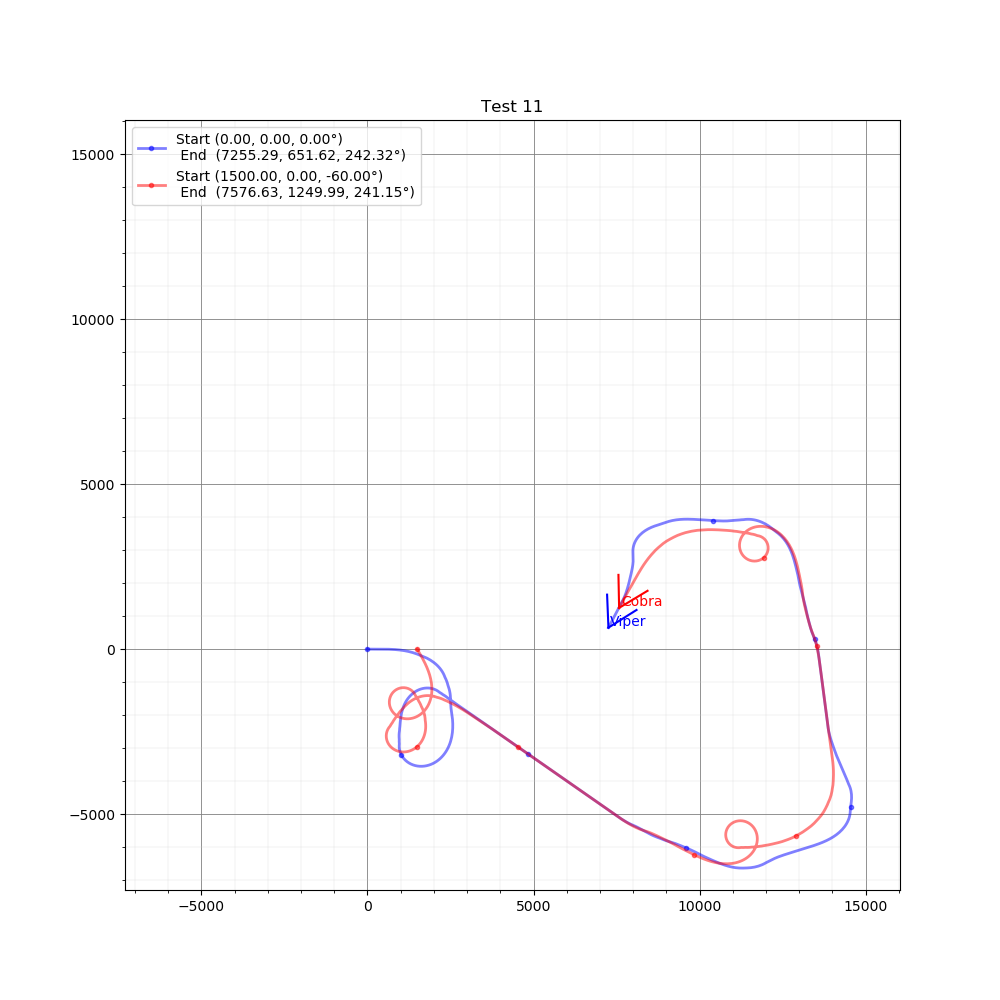 Test 11
Start (0.00, 0.00, 0.00°)
End  (7255.29, 651.62, 242.32°)
Start (1500.00, 0.00, -60.00°)
End  (7576.63, 1249.99, 241.15°)
15000
10000
5000
0
−5000
Cobra
Viper
−5000
0
5000
10000
15000